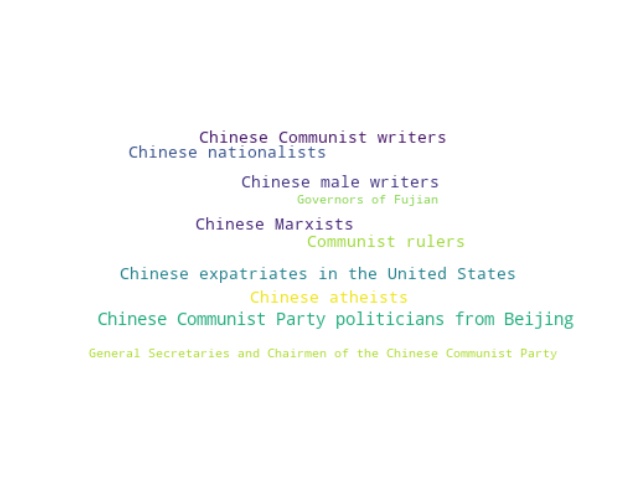 Chinese Communist writers
Chinese nationalists
Chinese male writers
Governors of Fujian
Chinese Marxists
Communist rulers
Chinese expatriates in the United States
Chinese atheists
Chinese Communist Party politicians from Beijing
General Secretaries and Chairmen of the Chinese Communist Party